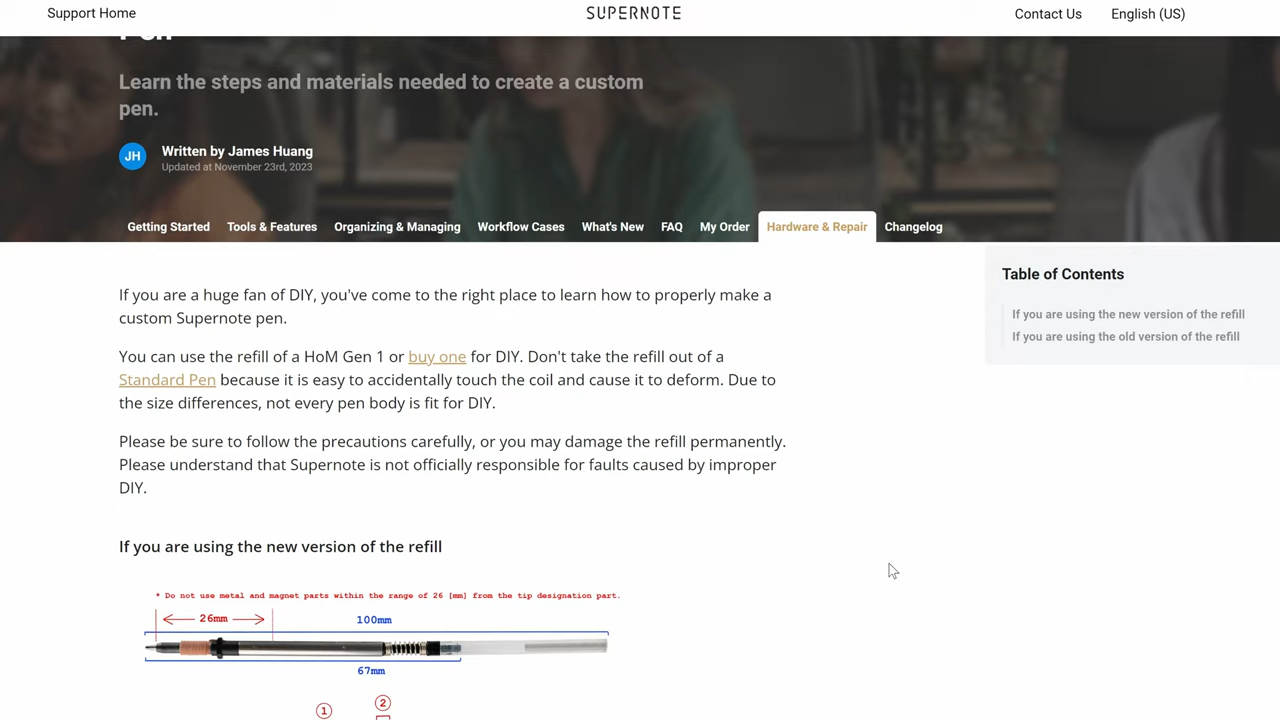 Support Home
SUPERNOTE
Contact Us
English (US)
Pen
Learn the steps and materials needed to create a custom
pen.
JH
Written by James Huang
Updated at November 23rd, 2023
Getting Started
Tools & Features
Organizing & Managing
Workflow Cases
What's New
FAQ
My Order
Hardware & Repair
Changelog
If you are a huge fan of DIY, you've come to the right place to learn how to properly make a
custom Supernote pen.
You can use the refill of a HoM Gen 1 or buy one for DIY. Don't take the refill out of a
Standard Pen because it is easy to accidentally touch the coil and cause it to deform. Due to
the size differences, not every pen body is fit for DIY.
Please be sure to follow the precautions carefully, or you may damage the refill permanently.
Please understand that Supernote is not officially responsible for faults caused by improper
DIY.
If you are using the new version of the refill
* Do not use metal and magnet parts within the range of 26 [mm] from the tip designation part.
26mm
100mm
67mm
1
2
Table of Contents
If you are using the new version of the refill
If you are using the old version of the refill